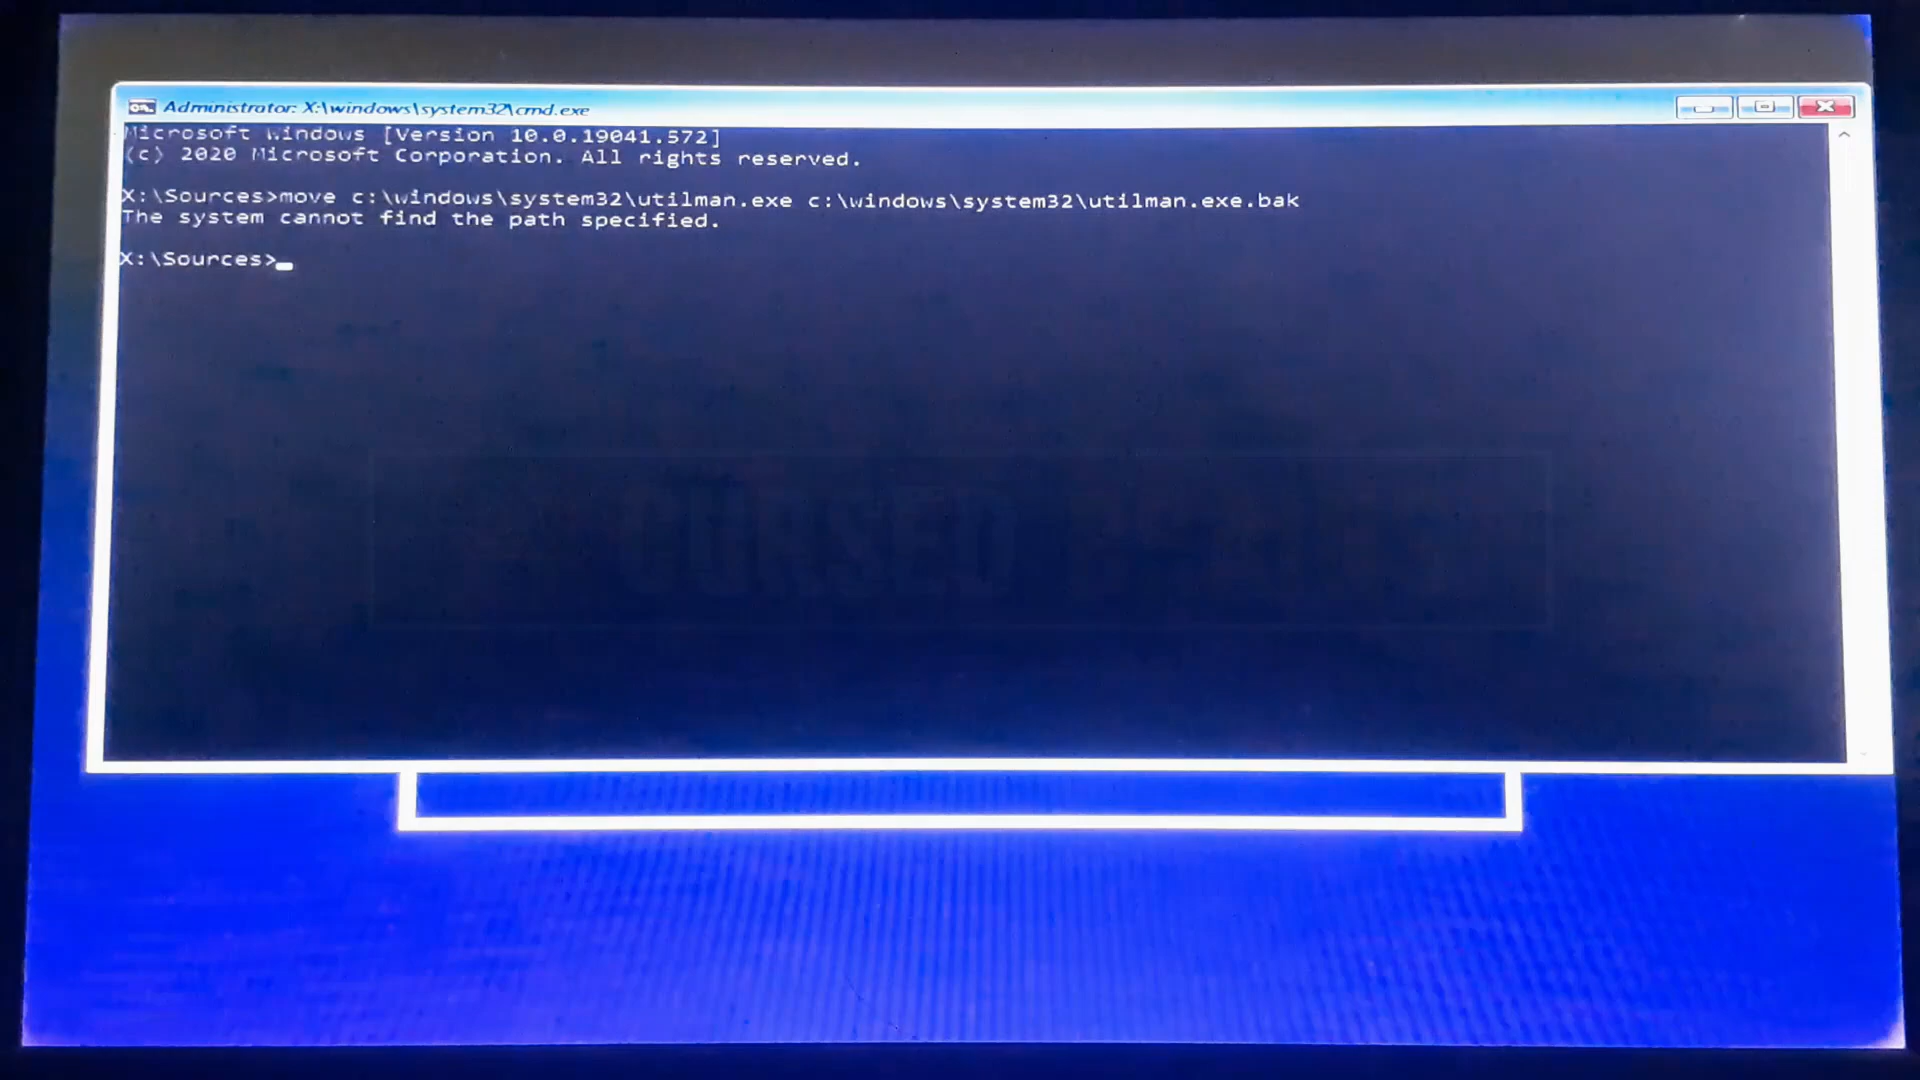 Administrator: X:\windows\system32\cmd.exe
Microsoft Windows [Version 10.0.19041.572]
(c) 2020 Microsoft Corporation. All rights reserved.
X:\Sources>move c:\windows\system32\utilman.exe c:\windows\system32\utilman.exe.bak
The system cannot find the path specified.
X:\Sources>
CURSED